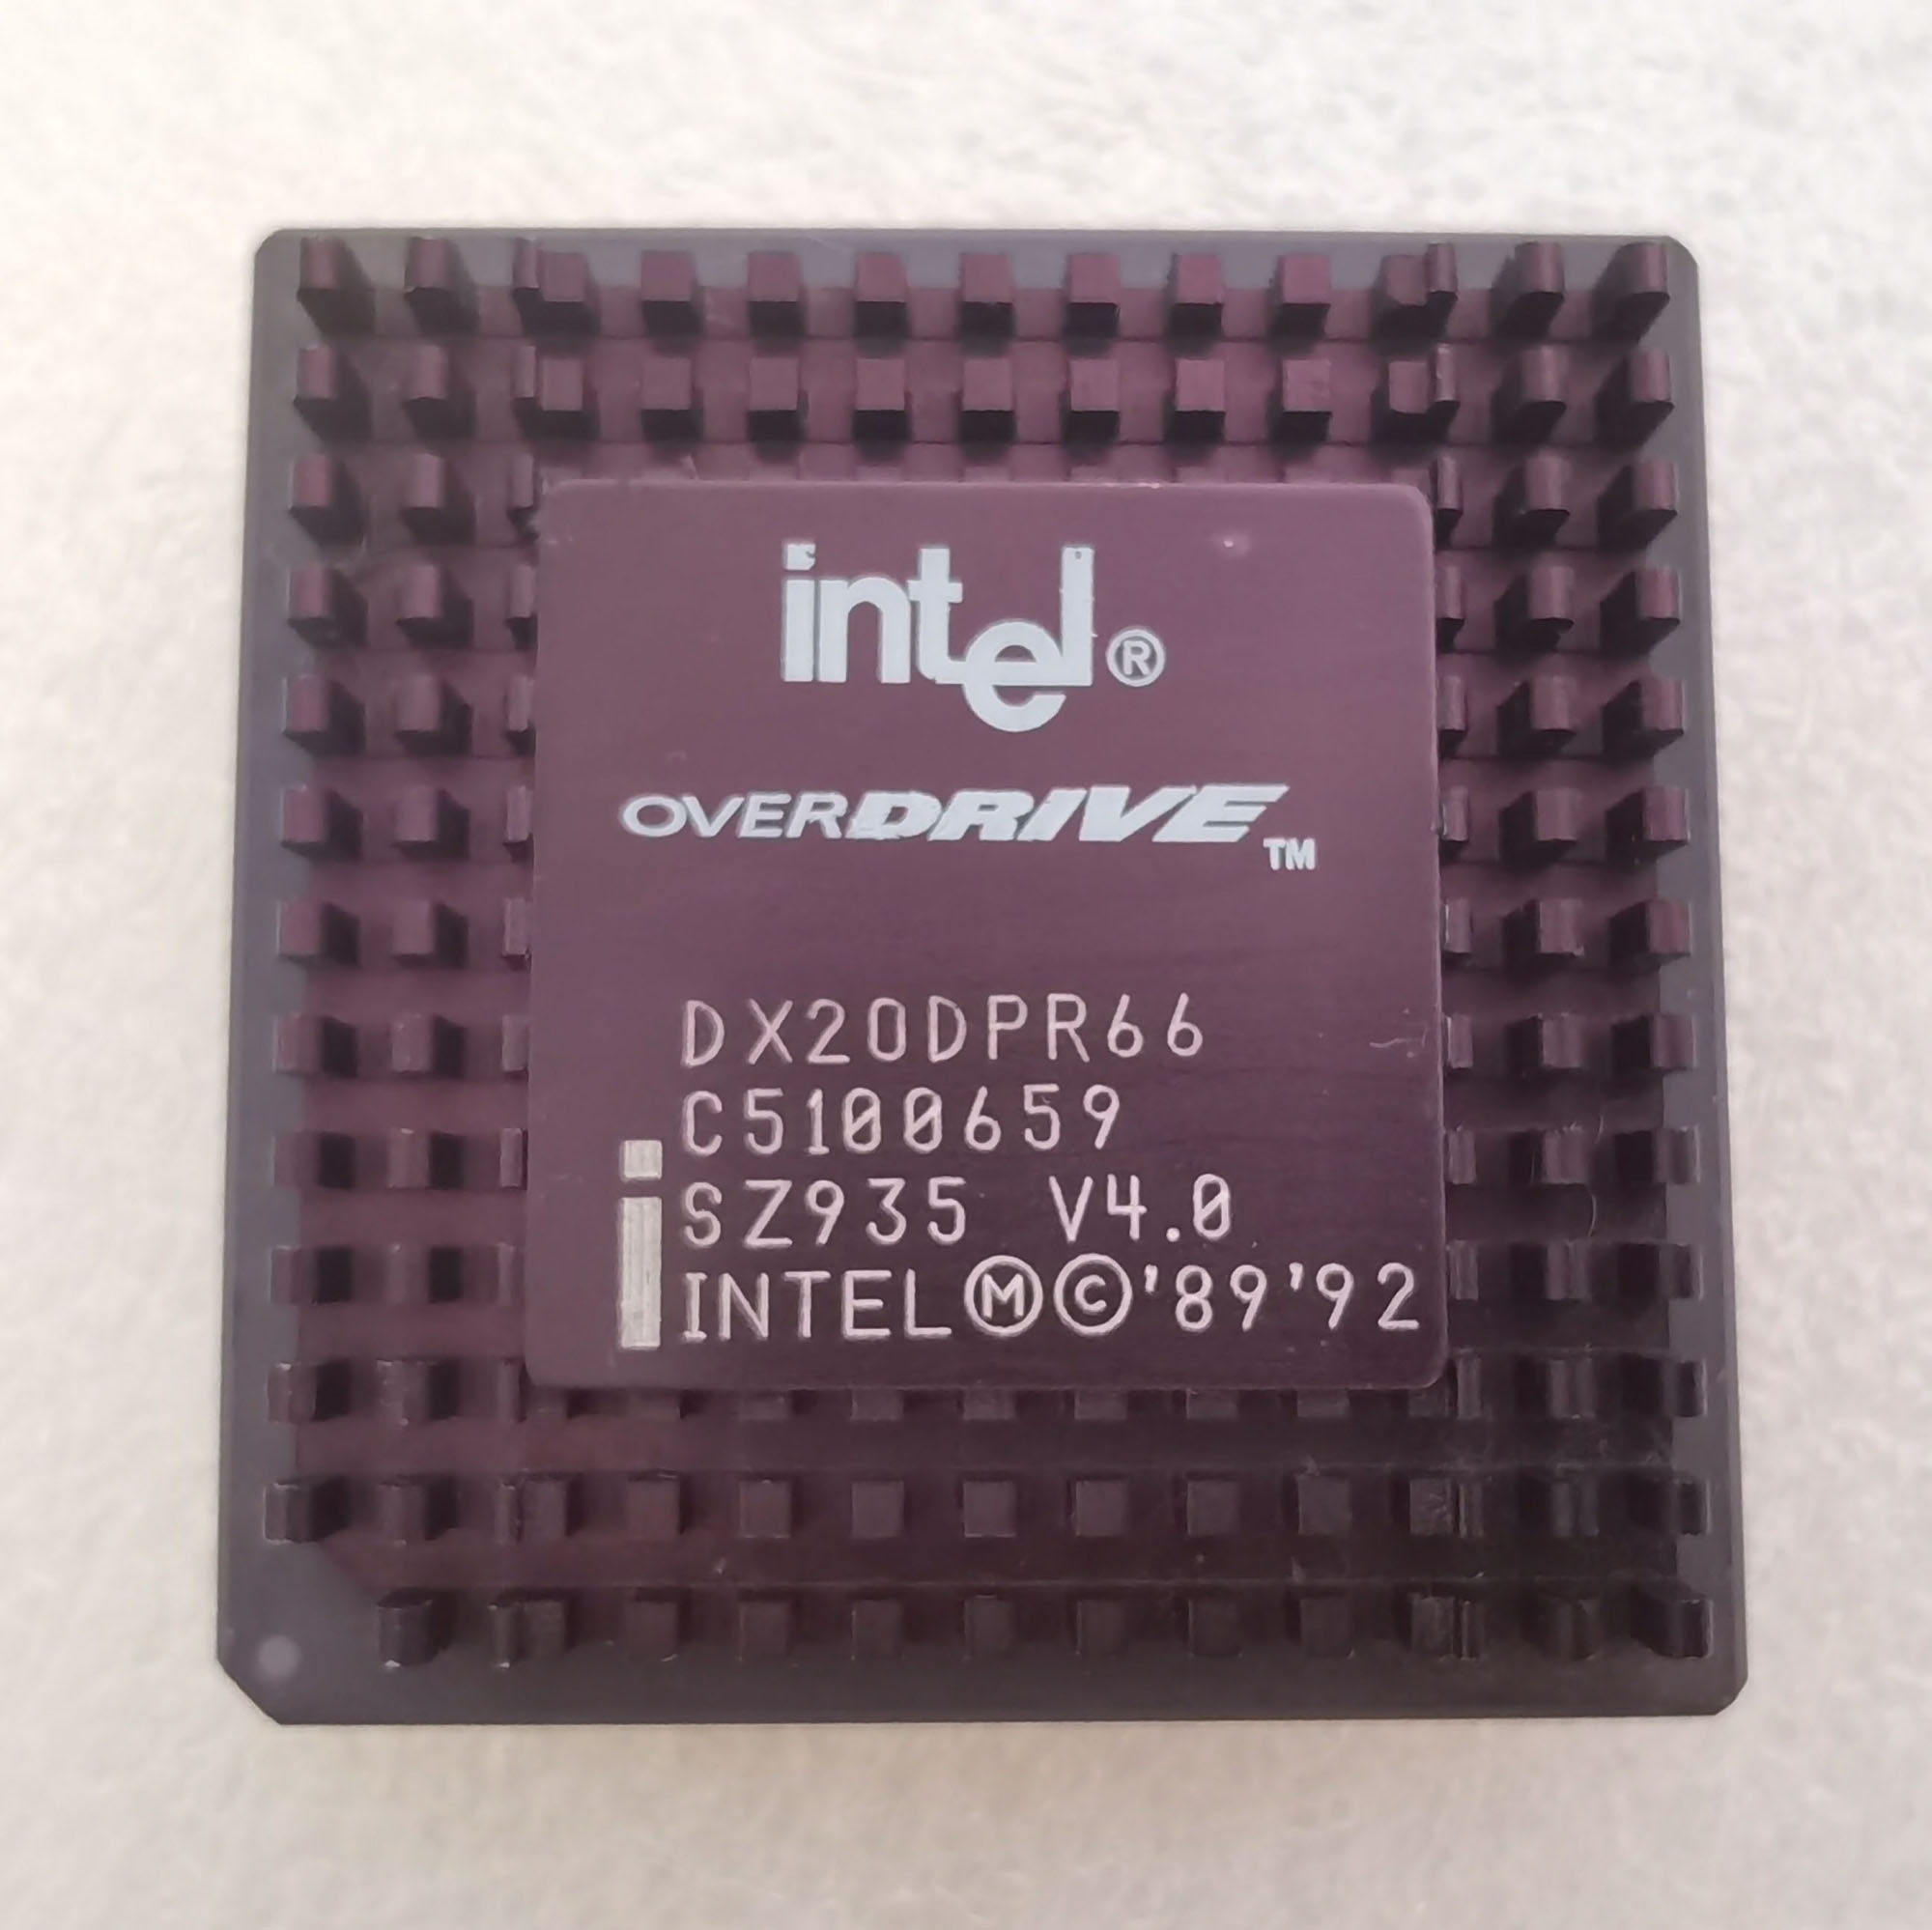 intel®
OVERDRIVE™
DX2ODPR66
C5100659
SZ935 V4.0
INTEL Ⓜ © '89 '92